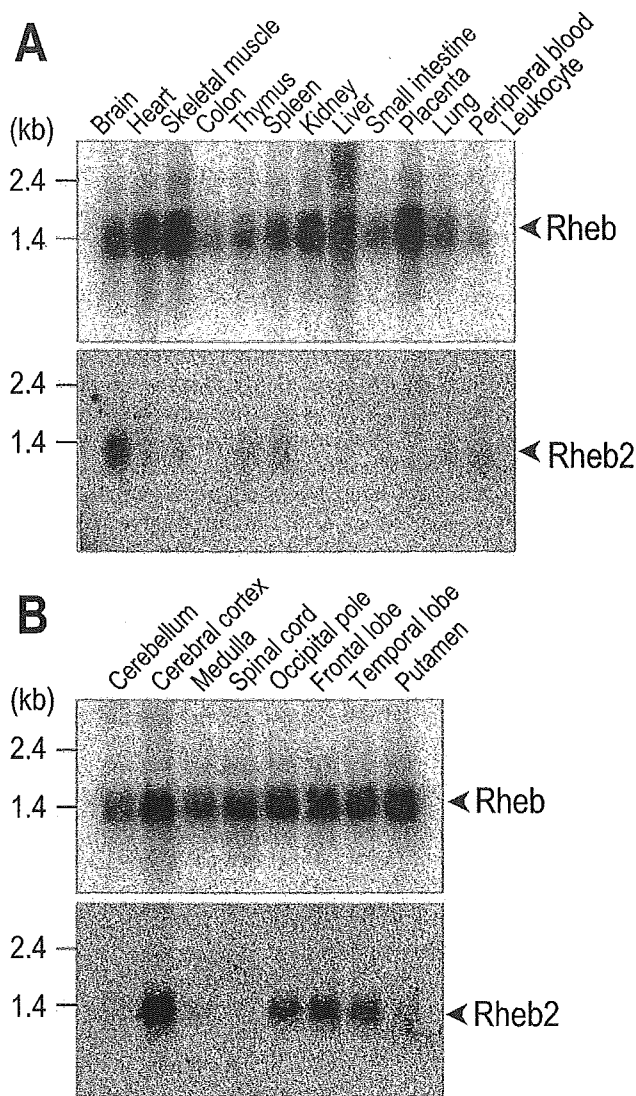 A
(kb)
Brain
Heart
Skeletal muscle
Colon
Thymus
Spleen
Kidney
Liver
Small intestine
Placenta
Lung
Peripheral blood
Leukocyte
2.4
1.4
Rheb
2.4
1.4
Rheb2
B
(kb)
Cerebellum
Cerebral cortex
Medulla
Spinal cord
Occipital pole
Frontal lobe
Temporal lobe
Putamen
2.4
1.4
Rheb
2.4
1.4
Rheb2